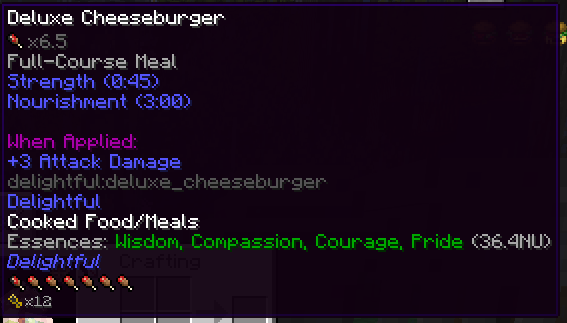 Deluxe Cheeseburger
x6.5
Full-Course Meal
Strength (0:45)
Nourishment (3:00)
When Applied:
+3 Attack Damage
delightful:deluxe_cheeseburger
Delightful
Cooked Food/Meals
Essences: Wisdom, Compassion, Courage, Pride (36.4NU)
Delightful
Crafting
x12